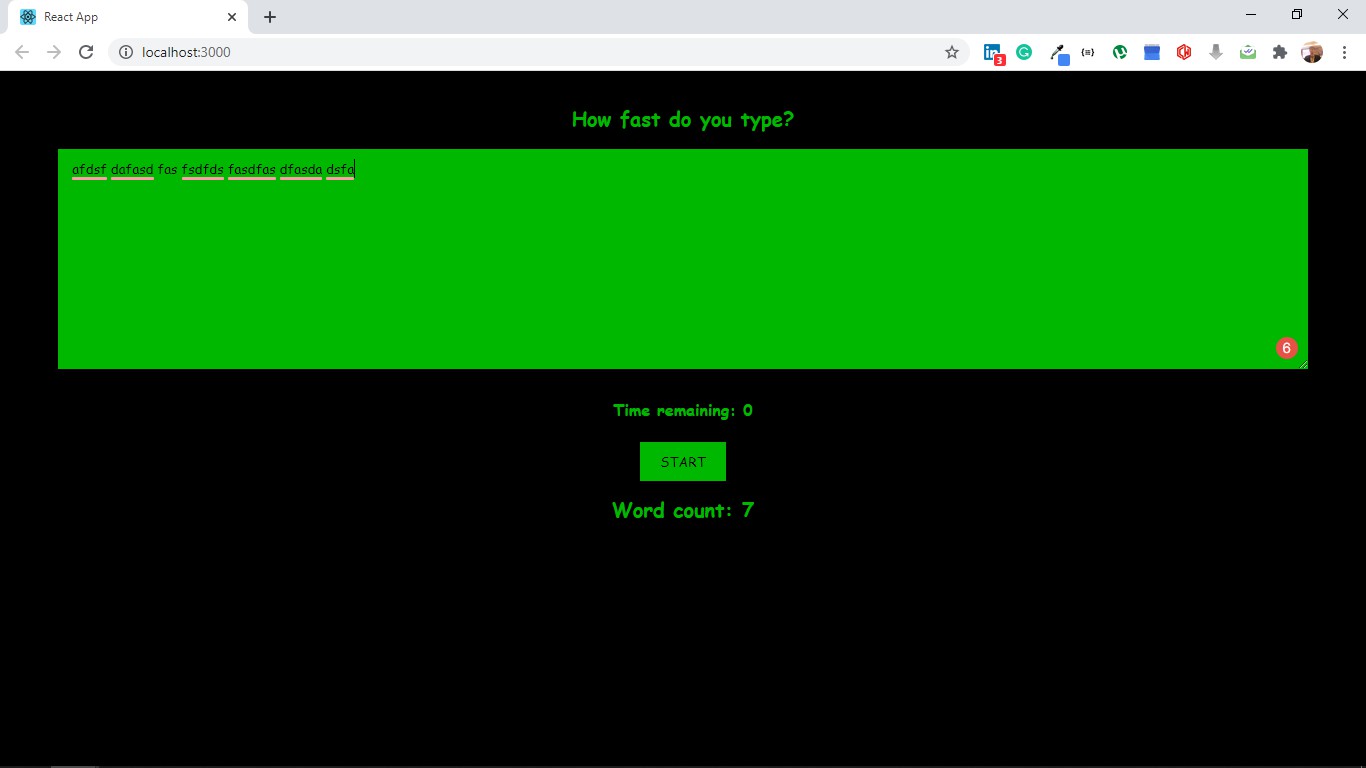 React App
localhost:3000
3
How fast do you type?
afdsf dafasd fas fsdfds fasdfas dfasda dsfa
6
Time remaining: 0
START
Word count: 7